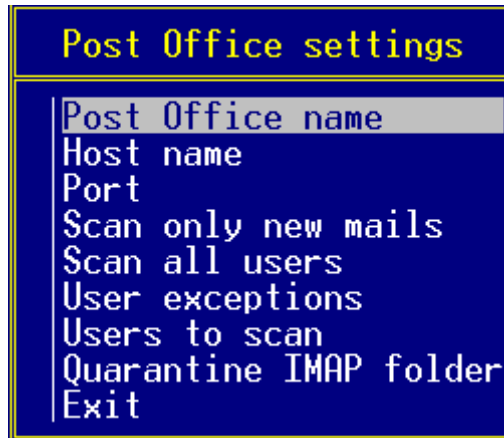 Post Office settings
Post Office name
Host name
Port
Scan only new mails
Scan all users
User exceptions
Users to scan
Quarantine IMAP folder
Exit